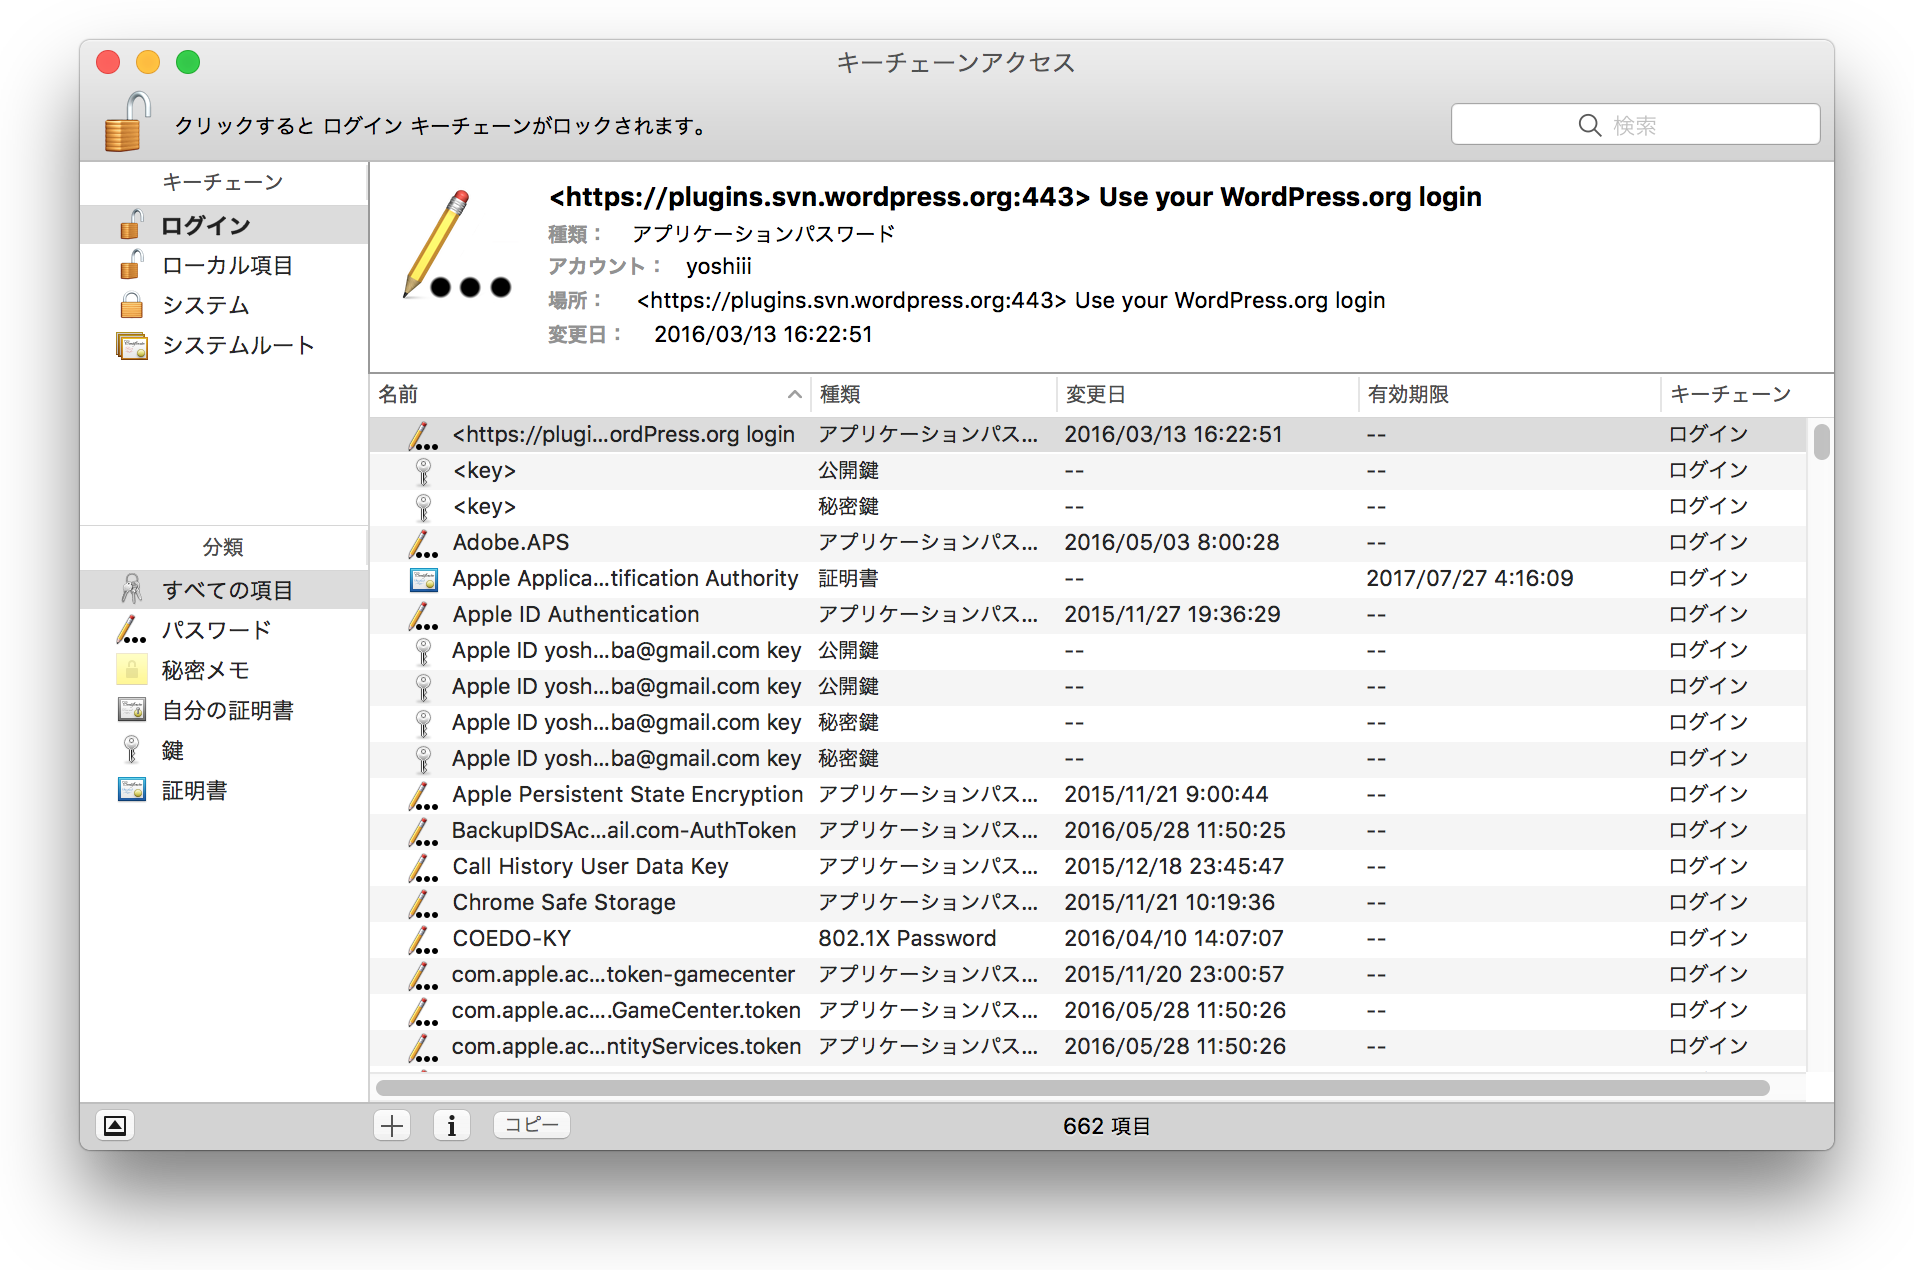 キーチェーンアクセス
クリックすると ログイン キーチェーンがロックされます。
検索
キーチェーン
ログイン
ローカル項目
システム
システムルート
分類
すべての項目
パスワード
秘密メモ
自分の証明書
鍵
証明書
<https://plugins.svn.wordpress.org:443> Use your WordPress.org login
種類： アプリケーションパスワード
アカウント： yoshiii
場所： <https://plugins.svn.wordpress.org:443> Use your WordPress.org login
変更日： 2016/03/13 16:22:51
名前 種類 変更日 有効期限 キーチェーン
<https://plugi...ordPress.org login アプリケーションパス... 2016/03/13 16:22:51 -- ログイン
<key> 公開鍵 -- -- ログイン
<key> 秘密鍵 -- -- ログイン
Adobe.APS アプリケーションパス... 2016/05/03 8:00:28 -- ログイン
Apple Applica...tification Authority 証明書 -- 2017/07/27 4:16:09 ログイン
Apple ID Authentication アプリケーションパス... 2015/11/27 19:36:29 -- ログイン
Apple ID yosh...ba@gmail.com key 公開鍵 -- -- ログイン
Apple ID yosh...ba@gmail.com key 公開鍵 -- -- ログイン
Apple ID yosh...ba@gmail.com key 秘密鍵 -- -- ログイン
Apple ID yosh...ba@gmail.com key 秘密鍵 -- -- ログイン
Apple Persistent State Encryption アプリケーションパス... 2015/11/21 9:00:44 -- ログイン
BackupIDSAc...ail.com-AuthToken アプリケーションパス... 2016/05/28 11:50:25 -- ログイン
Call History User Data Key アプリケーションパス... 2015/12/18 23:45:47 -- ログイン
Chrome Safe Storage アプリケーションパス... 2015/11/21 10:19:36 -- ログイン
COEDO-KY 802.1X Password 2016/04/10 14:07:07 -- ログイン
com.apple.ac...token-gamecenter アプリケーションパス... 2015/11/20 23:00:57 -- ログイン
com.apple.ac....GameCenter.token アプリケーションパス... 2016/05/28 11:50:26 -- ログイン
com.apple.ac...ntityServices.token アプリケーションパス... 2016/05/28 11:50:26 -- ログイン
コピー
662 項目